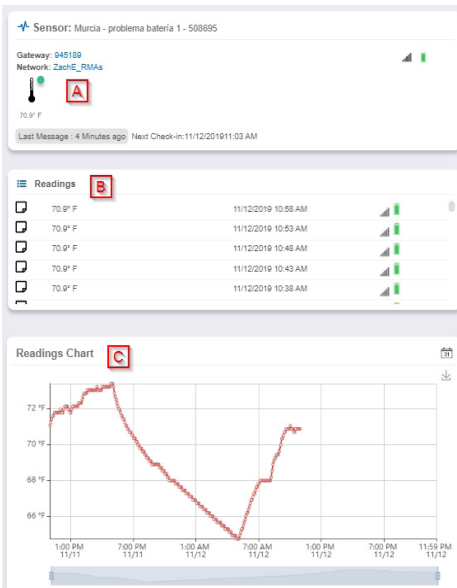 Sensor: Murcia - problema batería 1 - 508695
Gateway: 945189
Network: ZachE_RMAs
A
70.9° F
Last Message : 4 Minutes ago Next Check-in:11/12/201911:03 AM
Readings B
70.9° F 11/12/2019 10:58 AM
70.9° F 11/12/2019 10:53 AM
70.9° F 11/12/2019 10:48 AM
70.9° F 11/12/2019 10:43 AM
70.9° F 11/12/2019 10:38 AM
Readings Chart C
31
72 °F
70 °F
68 °F
66 °F
1:00 PM 7:00 PM 1:00 AM 7:00 AM 1:00 PM 7:00 PM 11:59 PM
11/11 11/11 11/12 11/12 11/12 11/12 11/12